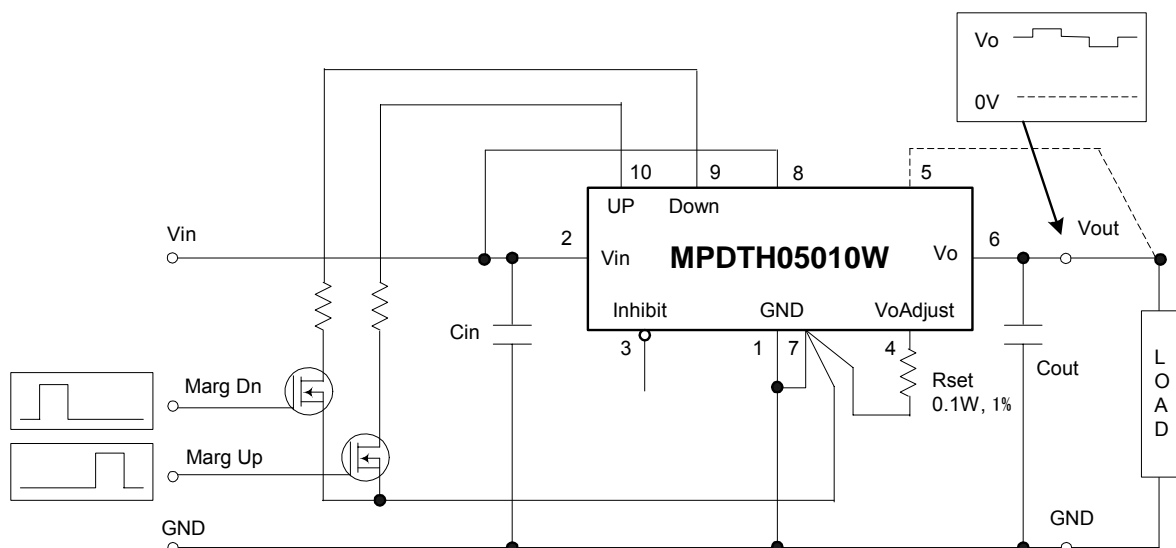 Vo
0V
10
9
8
5
UP
Down
Vin
2
Vin
MPDTH05010W
Vo
6
Vout
Inhibit
GND
VoAdjust
Cin
3
1
7
4
Rset
0.1W, 1%
Cout
L
O
A
D
Marg Dn
Marg Up
GND
GND